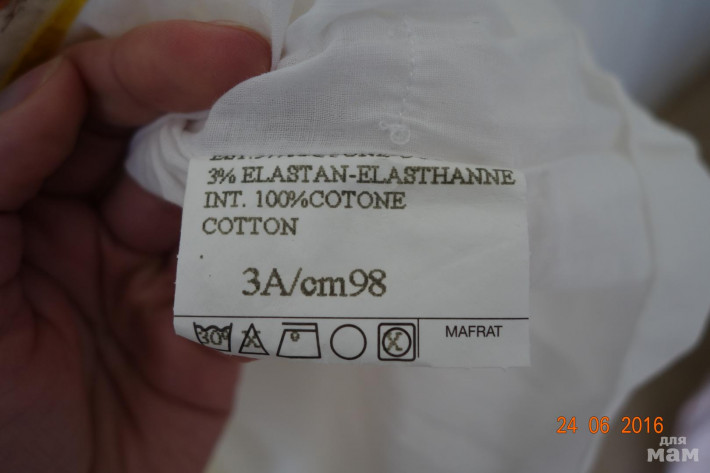 3% ELASTAN-ELASTHANNE
INT. 100%COTONE
COTTON
3A/cm98
30°
MAFRAT
24 06 2016
для
мам